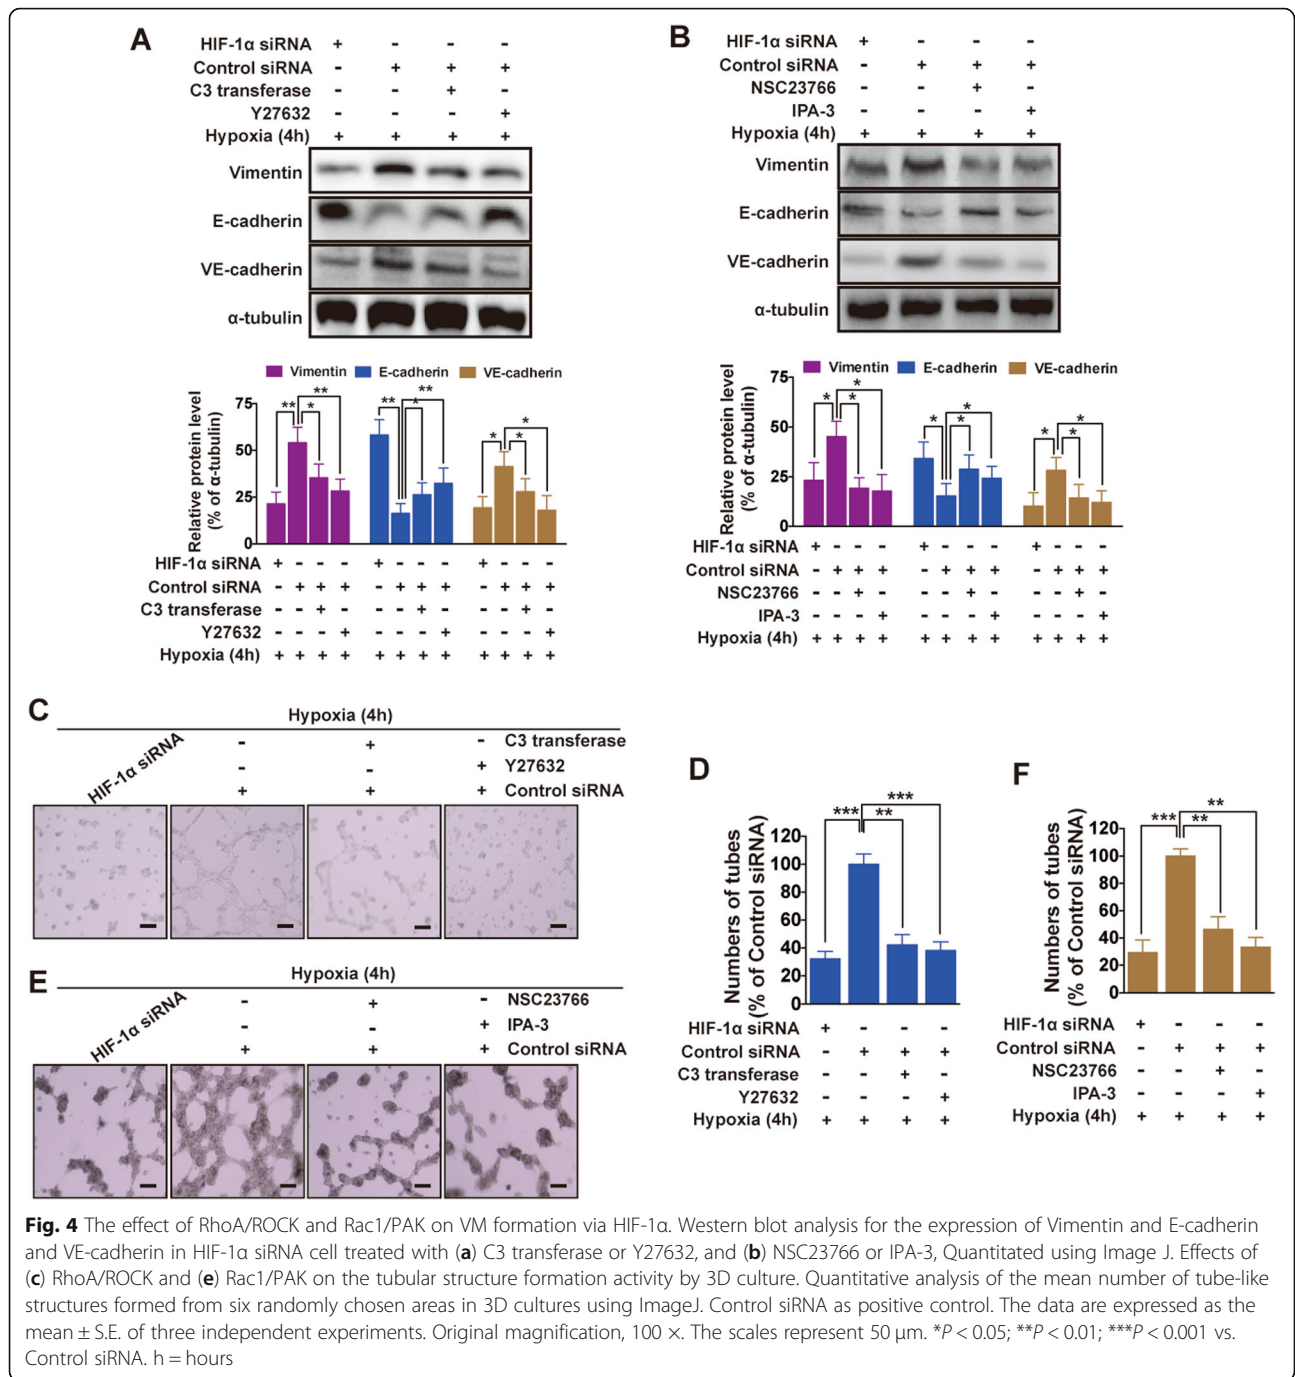 A
HIF-1α siRNA + - - -
Control siRNA - + + +
C3 transferase - - + -
Y27632 - - - +
Hypoxia (4h) + + + +
Vimentin
E-cadherin
VE-cadherin
α-tubulin
Vimentin E-cadherin VE-cadherin
Relative protein level
(% of α-tubulin)
75
50
25
0
** * ** ** * ** * * *
HIF-1α siRNA + - - - + - - - + - - -
Control siRNA - + + + - + + + - + + +
C3 transferase - - + - - - + - - - + -
Y27632 - - - + - - - + - - - +
Hypoxia (4h) + + + + + + + + + + + +
B
HIF-1α siRNA + - - -
Control siRNA - + + +
NSC23766 - - + -
IPA-3 - - - +
Hypoxia (4h) + + + +
Vimentin
E-cadherin
VE-cadherin
α-tubulin
Vimentin E-cadherin VE-cadherin
Relative protein level
(% of α-tubulin)
75
50
25
0
* * * * * * * * *
HIF-1α siRNA + - - - + - - - + - - -
Control siRNA - + + + - + + + - + + +
NSC23766 - - + - - - + - - - + -
IPA-3 - - - + - - - + - - - +
Hypoxia (4h) + + + + + + + + + + + +
C
Hypoxia (4h)
HIF-1α siRNA
- + - C3 transferase
- - + Y27632
+ + + Control siRNA
E
Hypoxia (4h)
HIF-1α siRNA
- + - NSC23766
- - + IPA-3
+ + + Control siRNA
D
Numbers of tubes
(% of Control siRNA)
120
100
80
60
40
20
0
*** ** ***
HIF-1α siRNA + - - -
Control siRNA - + + +
C3 transferase - - + -
Y27632 - - - +
Hypoxia (4h) + + + +
F
Numbers of tubes
(% of Control siRNA)
120
100
80
60
40
20
0
*** ** **
HIF-1α siRNA + - - -
Control siRNA - + + +
NSC23766 - - + -
IPA-3 - - - +
Hypoxia (4h) + + + +
Fig. 4 The effect of RhoA/ROCK and Rac1/PAK on VM formation via HIF-1α. Western blot analysis for the expression of Vimentin and E-cadherin
and VE-cadherin in HIF-1α siRNA cell treated with (a) C3 transferase or Y27632, and (b) NSC23766 or IPA-3, Quantitated using Image J. Effects of
(c) RhoA/ROCK and (e) Rac1/PAK on the tubular structure formation activity by 3D culture. Quantitative analysis of the mean number of tube-like
structures formed from six randomly chosen areas in 3D cultures using ImageJ. Control siRNA as positive control. The data are expressed as the
mean ± S.E. of three independent experiments. Original magnification, 100 ×. The scales represent 50 μm. *P < 0.05; **P < 0.01; ***P < 0.001 vs.
Control siRNA. h = hours